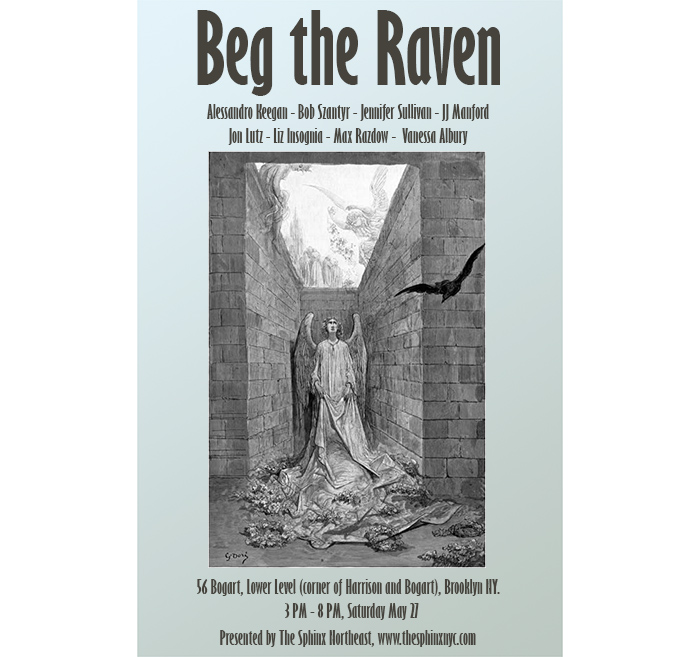 Beg the Raven
Alessandro Keegan - Bob Szantyr - Jennifer Sullivan - JJ Manford
Jon Lutz - Liz Insognia - Max Razdow - Vanessa Albury
G Doré
56 Bogart, Lower Level (corner of Harrison and Bogart), Brooklyn NY.
3 PM - 8 PM, Saturday May 27
Presented by The Sphinx Northeast, www.thesphinxnyc.com